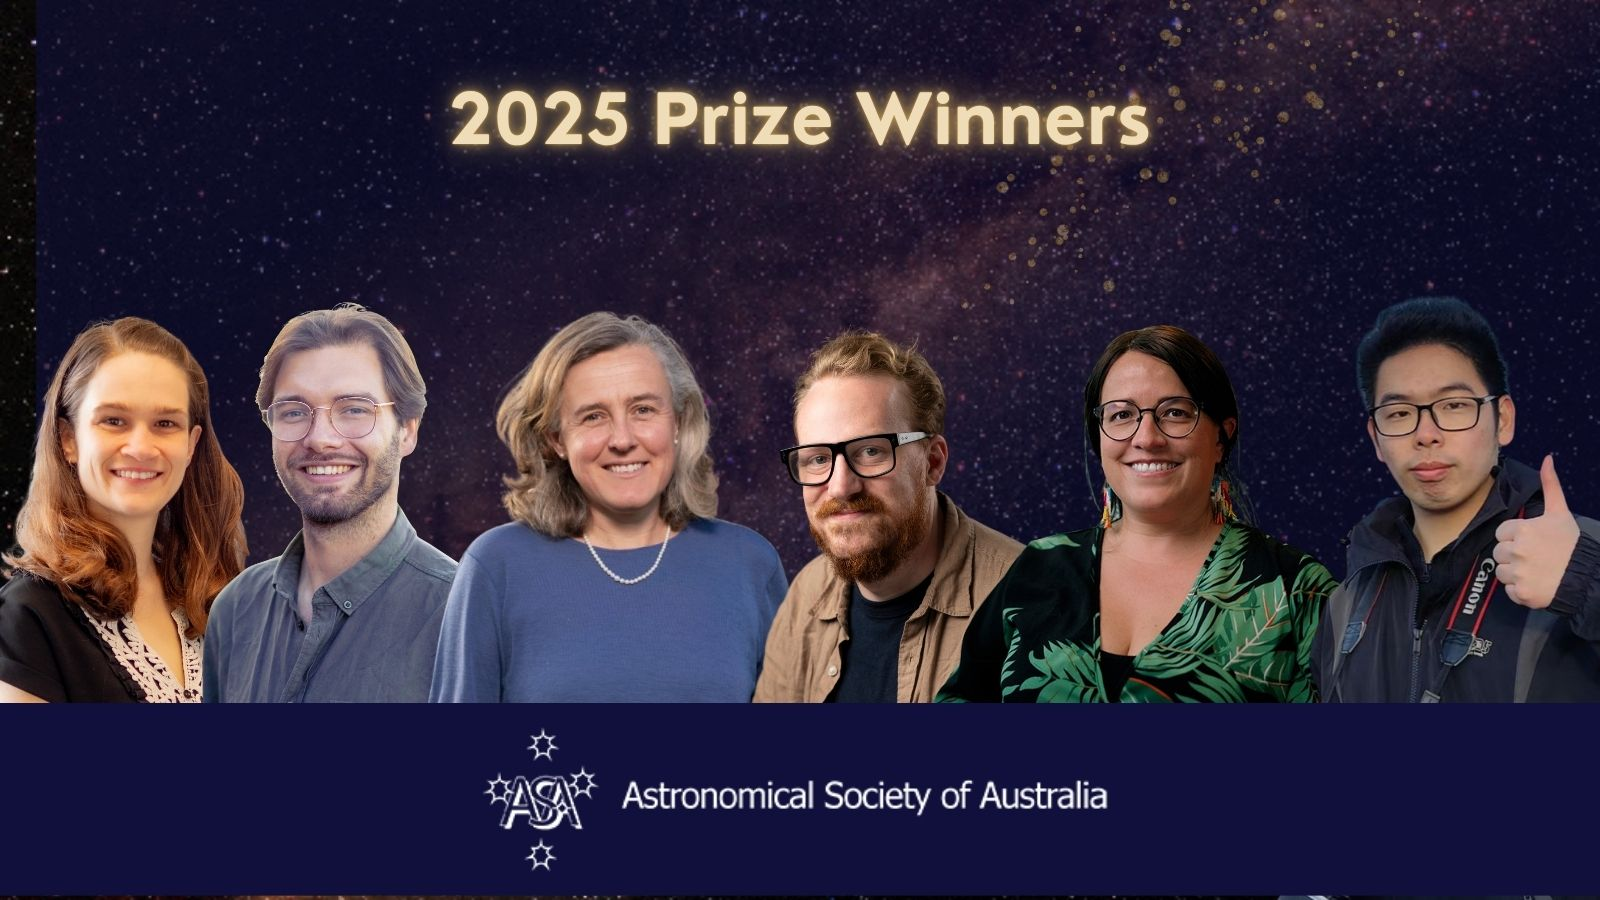 2025 Prize Winners
Canon
ASA
Astronomical Society of Australia